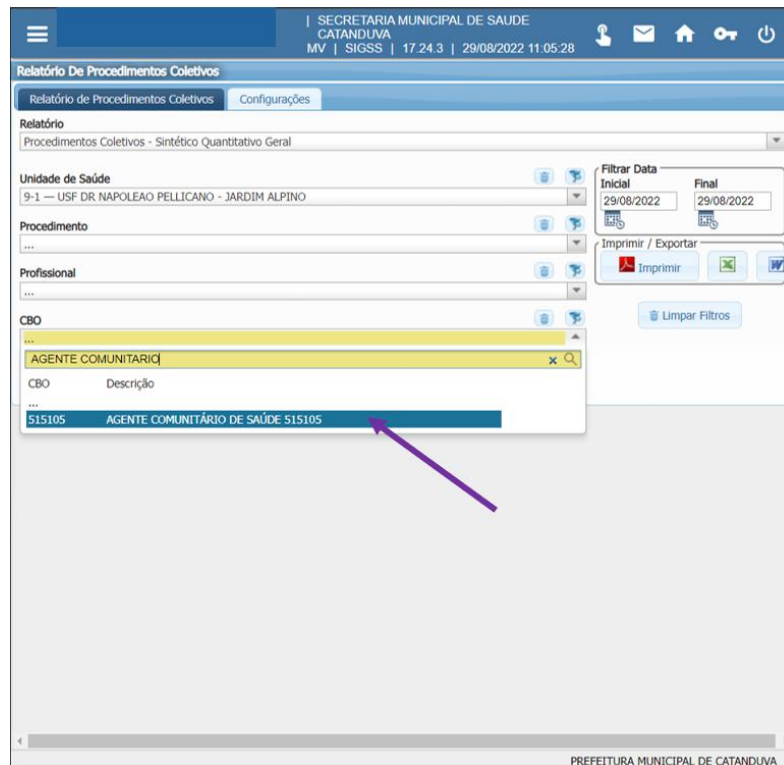 | SECRETARIA MUNICIPAL DE SAUDE
CATANDUVA
MV | SIGSS | 17.24.3 | 29/08/2022 11:05:28
Relatório De Procedimentos Coletivos
Relatório de Procedimentos Coletivos Configurações
Relatório
Procedimentos Coletivos - Sintético Quantitativo Geral
Unidade de Saúde
9-1 — USF DR NAPOLEAO PELLICANO - JARDIM ALPINO
Procedimento
...
Profissional
...
CBO
...
AGENTE COMUNITARIO
CBO Descrição
...
515105 AGENTE COMUNITÁRIO DE SAÚDE 515105
Filtrar Data
Inicial Final
29/08/2022 29/08/2022
Imprimir / Exportar
Imprimir
Limpar Filtros
PREFEITURA MUNICIPAL DE CATANDUVA